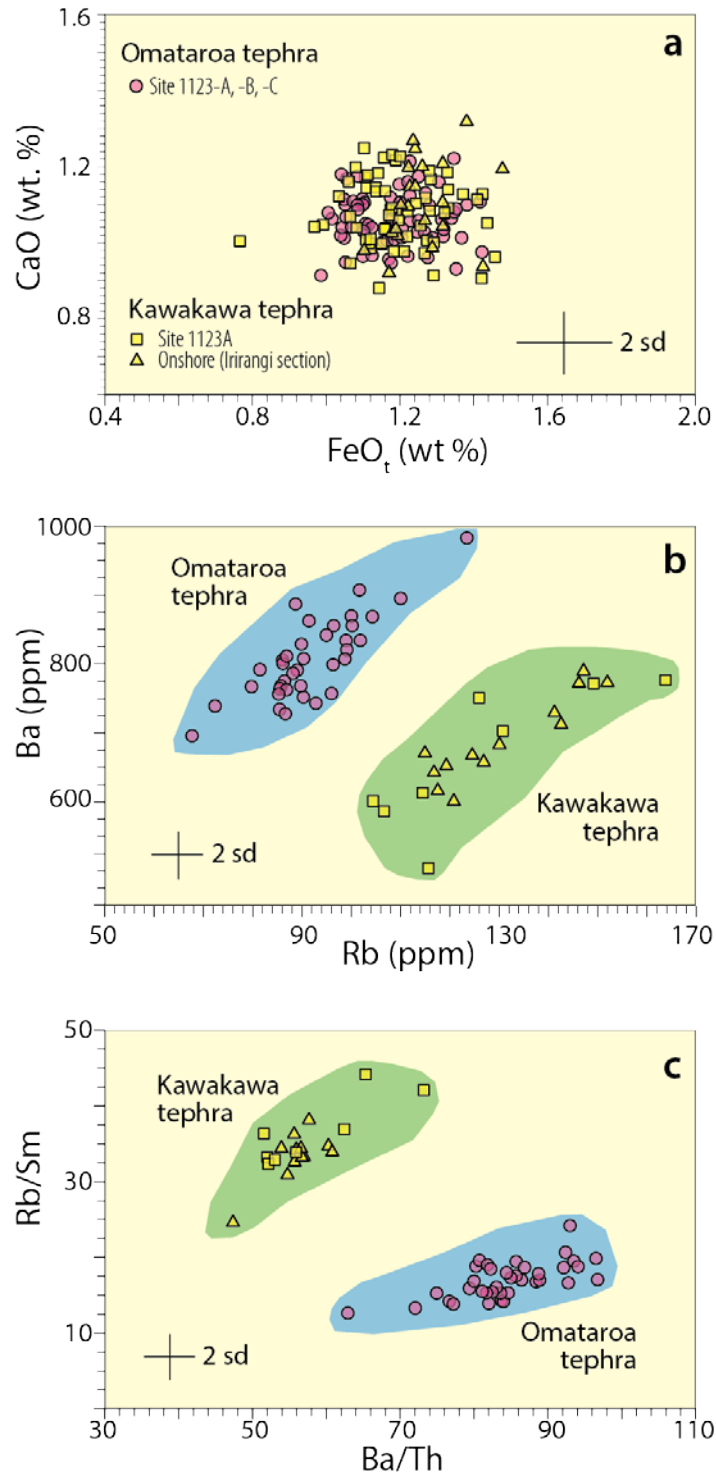 1.6
a
Omataroa tephra
Site 1123-A, -B, -C
1.2
CaO (wt. %)
0.8
Kawakawa tephra
Site 1123A
Onshore (Irirangi section)
2 sd
0.4 0.8 1.2 1.6 2.0
FeOt (wt %)
1000
b
Omataroa
tephra
800
Ba (ppm)
600
Kawakawa
tephra
2 sd
50 90 130 170
Rb (ppm)
50
c
Kawakawa
tephra
Rb/Sm
30
10
Omataroa
tephra
2 sd
30 50 70 90 110
Ba/Th